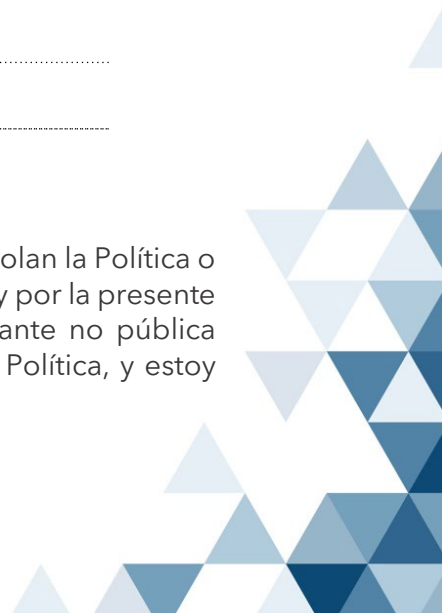 olan la Política o
y por la presente
ante no pública
Política, y estoy